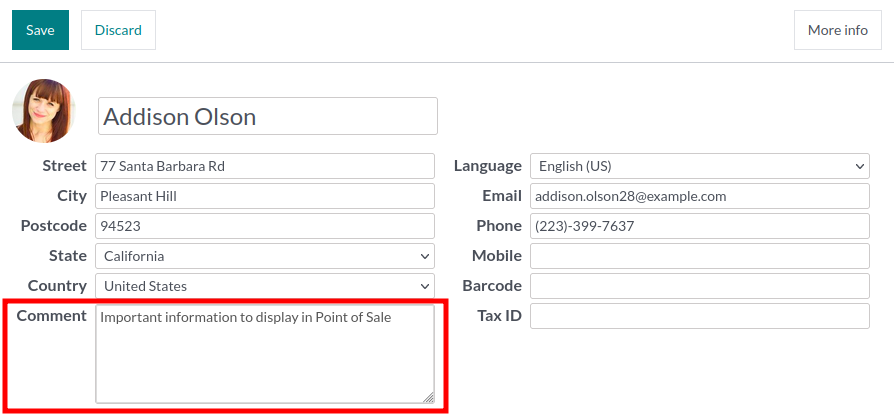 Save Discard More info
Addison Olson
Street 77 Santa Barbara Rd
City Pleasant Hill
Postcode 94523
State California
Country United States
Comment Important information to display in Point of Sale
Language English (US)
Email addison.olson28@example.com
Phone (223)-399-7637
Mobile
Barcode
Tax ID